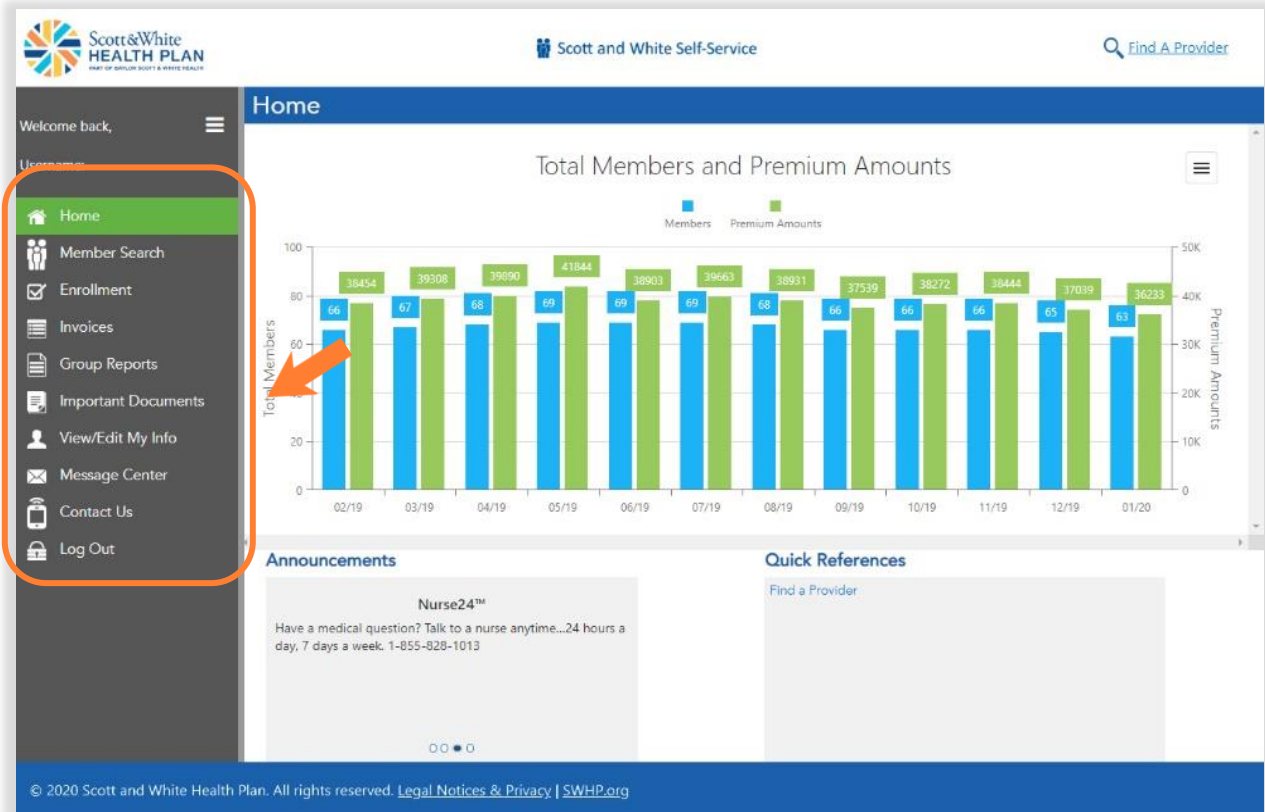 Scott&White
HEALTH PLAN
PART OF BAYLOR SCOTT & WHITE HEALTH
Scott and White Self-Service
Find A Provider
Welcome back,
Username:
Home
Member Search
Enrollment
Invoices
Group Reports
Important Documents
View/Edit My Info
Message Center
Contact Us
Log Out
Home
Total Members and Premium Amounts
Members Premium Amounts
100 50K
80 40K
60 30K
20K
20 10K
0 0
Total Members
Premium Amounts
38454 39308 39890 41844 38903 39663 38931 37539 38272 38444 37039 36233
66 67 68 69 69 69 68 66 66 66 65 63
02/19 03/19 04/19 05/19 06/19 07/19 08/19 09/19 10/19 11/19 12/19 01/20
Announcements
Nurse24™
Have a medical question? Talk to a nurse anytime...24 hours a
day, 7 days a week. 1-855-828-1013
Quick References
Find a Provider
© 2020 Scott and White Health Plan. All rights reserved. Legal Notices & Privacy | SWHP.org